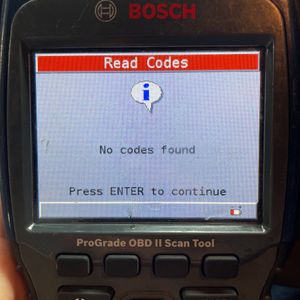 BOSCH
Read Codes
i
No codes found
Press ENTER to continue
ProGrade OBD II Scan Tool